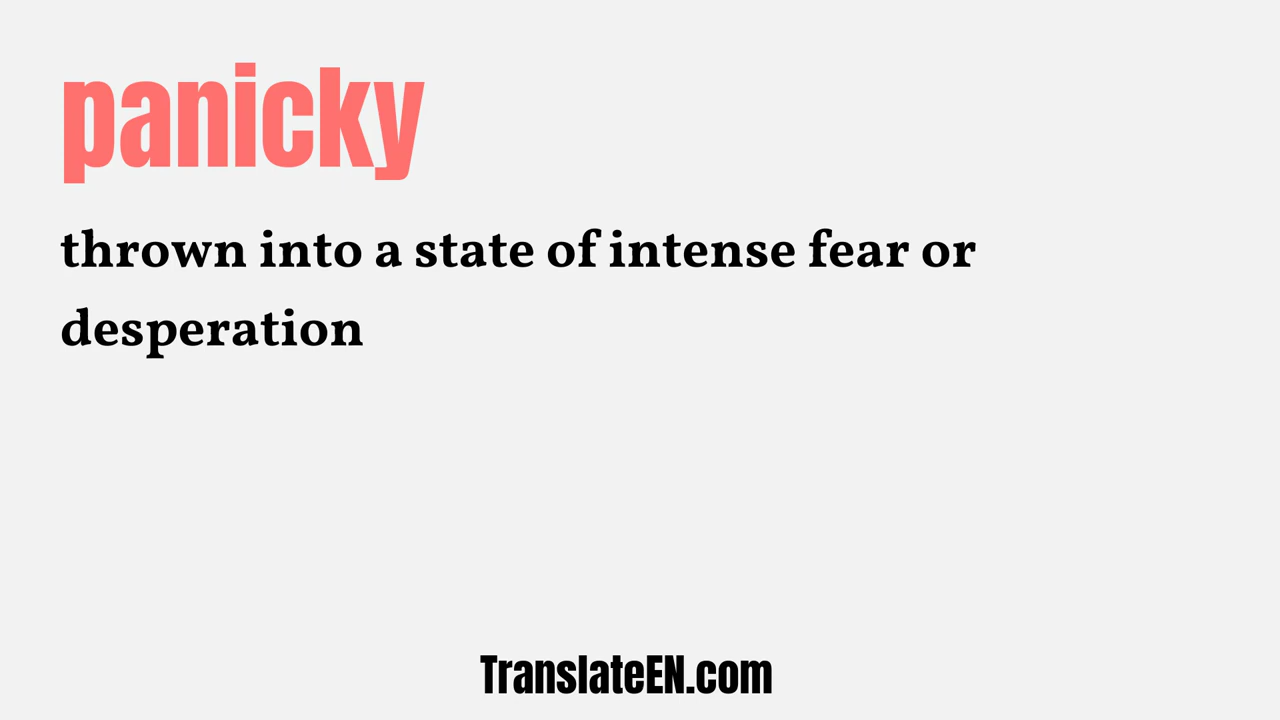 panicky
thrown into a state of intense fear or
desperation
TranslateEN.com